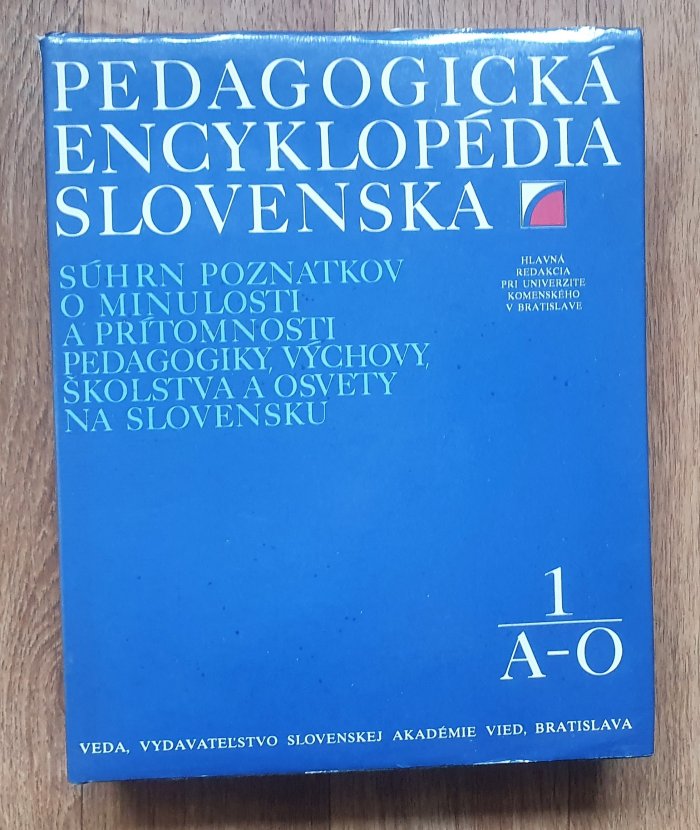 PEDAGOGICKÁ
ENCYKLOPÉDIA
SLOVENSKA
HLAVNÁ
REDAKCIA
PRI UNIVERZITE
KOMENSKÉHO
V BRATISLAVE
SÚHRN POZNATKOV
O MINULOSTI
A PRÍTOMNOSTI
PEDAGOGIKY, VÝCHOVY,
ŠKOLSTVA A OSVETY
NA SLOVENSKU
1
A–O
VEDA, VYDAVATEĽSTVO SLOVENSKEJ AKADÉMIE VIED, BRATISLAVA